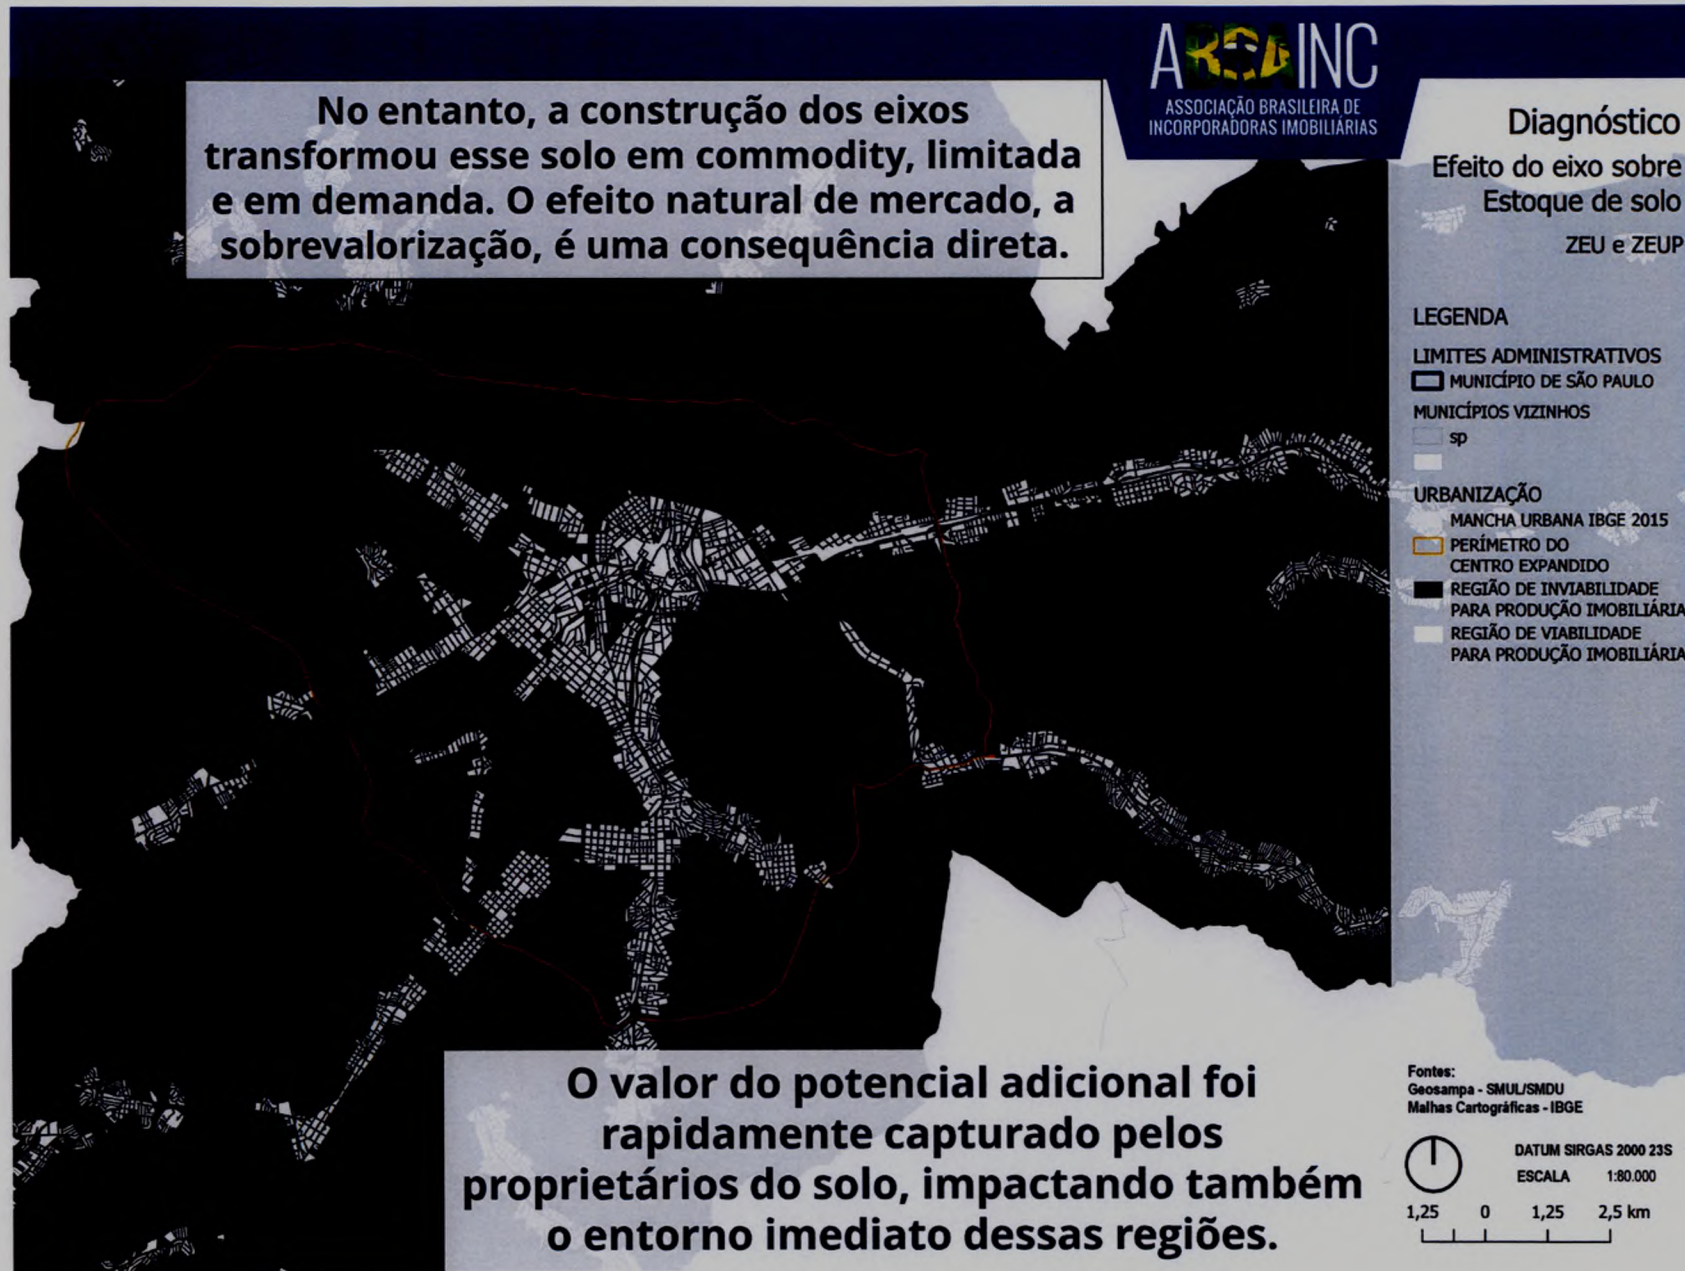 ABRAINC
ASSOCIAÇÃO BRASILEIRA DE
INCORPORADORAS IMOBILIÁRIAS
No entanto, a construção dos eixos
transformou esse solo em commodity, limitada
e em demanda. O efeito natural de mercado, a
sobrevalorização, é uma consequência direta.
Diagnóstico
Efeito do eixo sobre
Estoque de solo
ZEU e ZEUP
LEGENDA
LIMITES ADMINISTRATIVOS
MUNICÍPIO DE SÃO PAULO
MUNICÍPIOS VIZINHOS
sp
URBANIZAÇÃO
MANCHA URBANA IBGE 2015
PERÍMETRO DO
CENTRO EXPANDIDO
REGIÃO DE INVIABILIDADE
PARA PRODUÇÃO IMOBILIÁRIA
REGIÃO DE VIABILIDADE
PARA PRODUÇÃO IMOBILIÁRIA
O valor do potencial adicional foi
rapidamente capturado pelos
proprietários do solo, impactando também
o entorno imediato dessas regiões.
Fontes:
Geosampa - SMUL/SMDU
Malhas Cartográficas - IBGE
DATUM SIRGAS 2000 23S
ESCALA 1:80.000
1,25 0 1,25 2,5 km